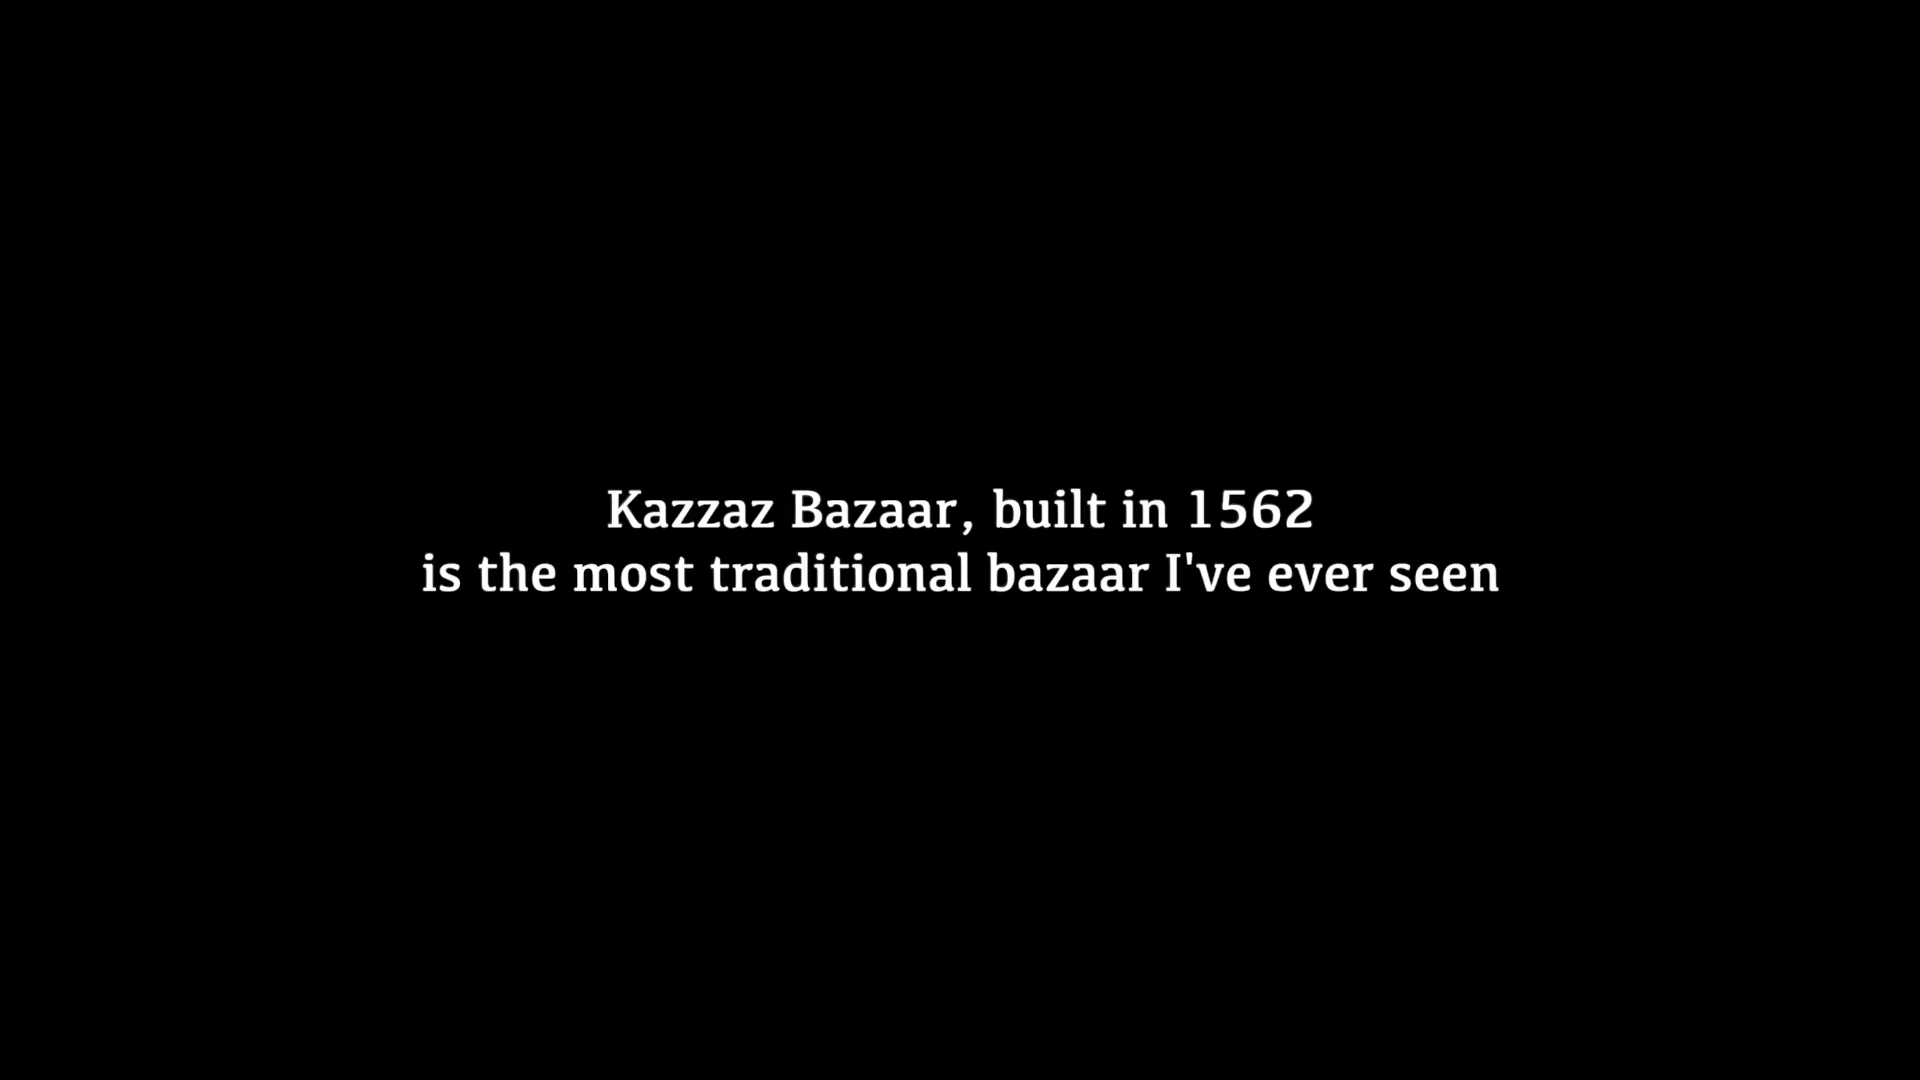 Kazzaz Bazaar, built in 1562
is the most traditional bazaar I've ever seen